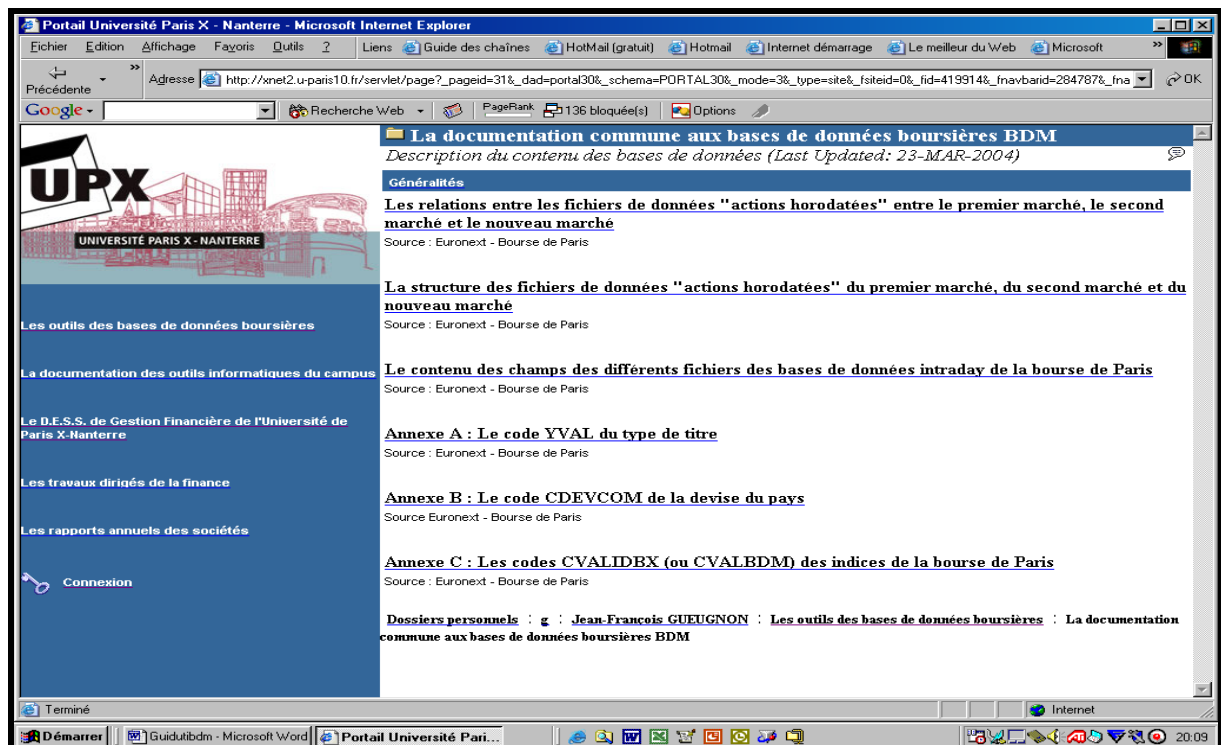 Portail Université Paris X - Nanterre - Microsoft Internet Explorer
Fichier Edition Affichage Favoris Outils ? Liens Guide des chaînes HotMail (gratuit) Hotmail Internet démarrage Le meilleur du Web Microsoft »
Précédente » Adresse http://xnet2.u-paris10.fr/servlet/page?_pageid=31&_dad=portal30&_schema=PORTAL30&_mode=3&_type=site&_fsiteid=0&_fid=419914&_fnavbarid=284787&_fna OK
Google Recherche Web PageRank 136 bloquée(s) Options
UPX
UNIVERSITÉ PARIS X - NANTERRE
Les outils des bases de données boursières
La documentation des outils informatiques du campus
Le D.E.S.S. de Gestion Financière de l'Université de
Paris X-Nanterre
Les travaux dirigés de la finance
Les rapports annuels des sociétés
Connexion
La documentation commune aux bases de données boursières BDM
Description du contenu des bases de données (Last Updated: 23-MAR-2004)
Généralités
Les relations entre les fichiers de données "actions horodatées" entre le premier marché, le second
marché et le nouveau marché
Source : Euronext - Bourse de Paris
La structure des fichiers de données "actions horodatées" du premier marché, du second marché et du
nouveau marché
Source : Euronext - Bourse de Paris
Le contenu des champs des différents fichiers des bases de données intraday de la bourse de Paris
Source : Euronext - Bourse de Paris
Annexe A : Le code YVAL du type de titre
Source : Euronext - Bourse de Paris
Annexe B : Le code CDEVCOM de la devise du pays
Source Euronext - Bourse de Paris
Annexe C : Les codes CVALIDBX (ou CVALBDM) des indices de la bourse de Paris
Source : Euronext - Bourse de Paris
Dossiers personnels : g : Jean-François GUEUGNON : Les outils des bases de données boursières : La documentation
commune aux bases de données boursières BDM
Terminé Internet
Démarrer Guidutibdm - Microsoft Word Portail Université Pari... 20:09